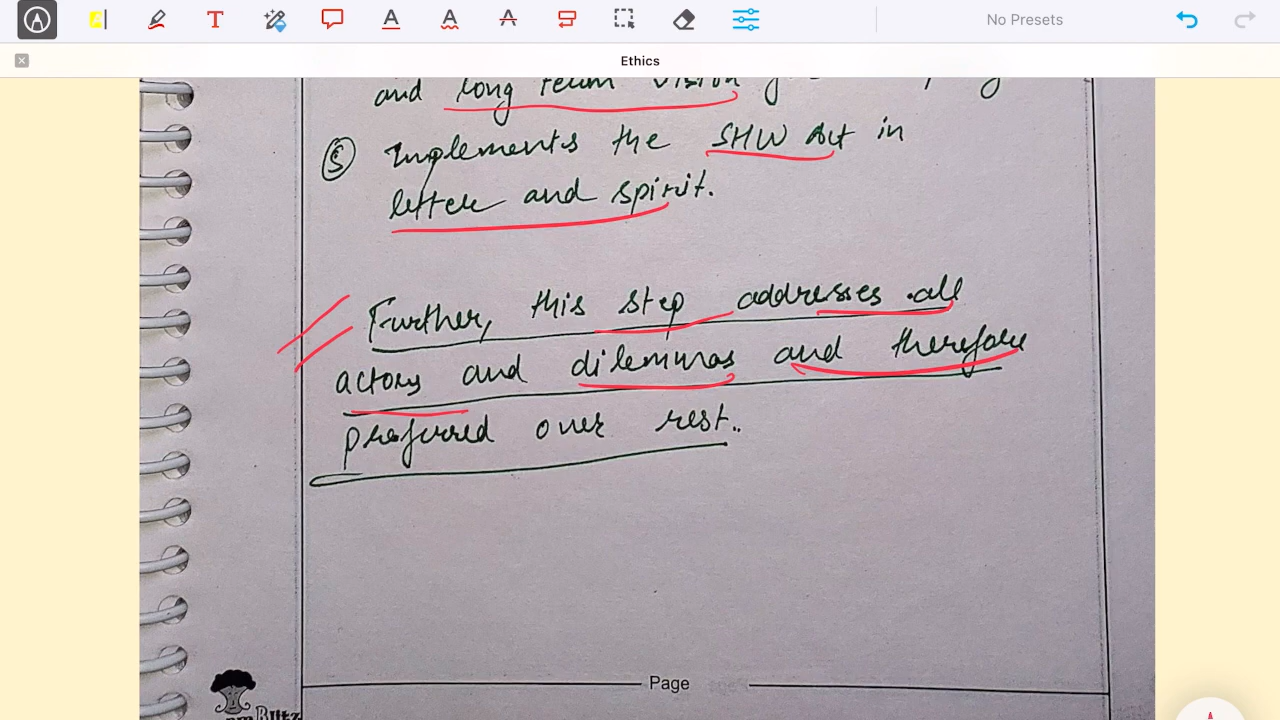 No Presets
Ethics
and long term vision
⑤ Implements the SHW Act in
letter and spirit.
Further, this step addresses all
actors and dilemmas and therefore
preferred over rest..
Page